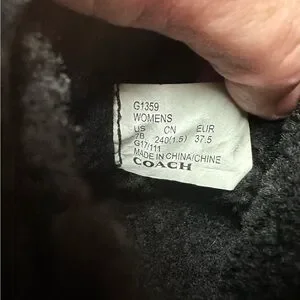 G1359
WOMENS
US CN EUR
7B 240(1.5) 37.5
G17/111
MADE IN CHINA/CHINE
COACH